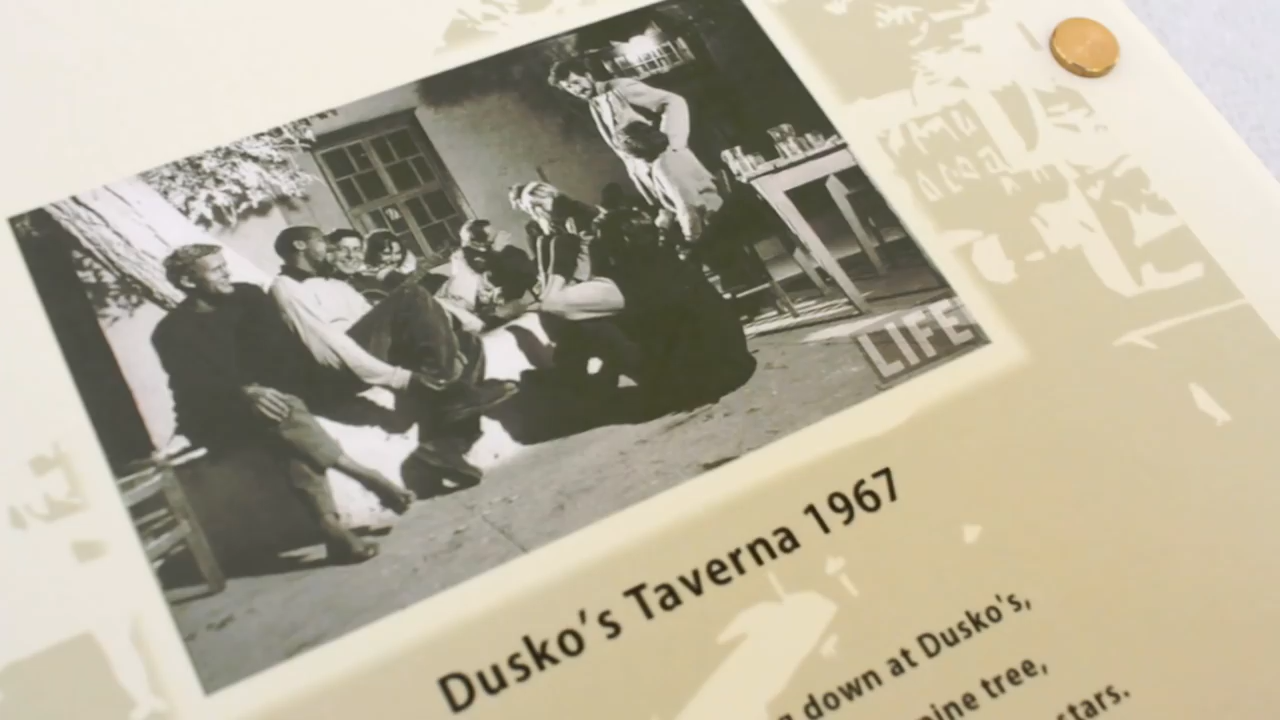 LIFE
Dusko's Taverna 1967
down at Dusko's,
pine tree,
stars.